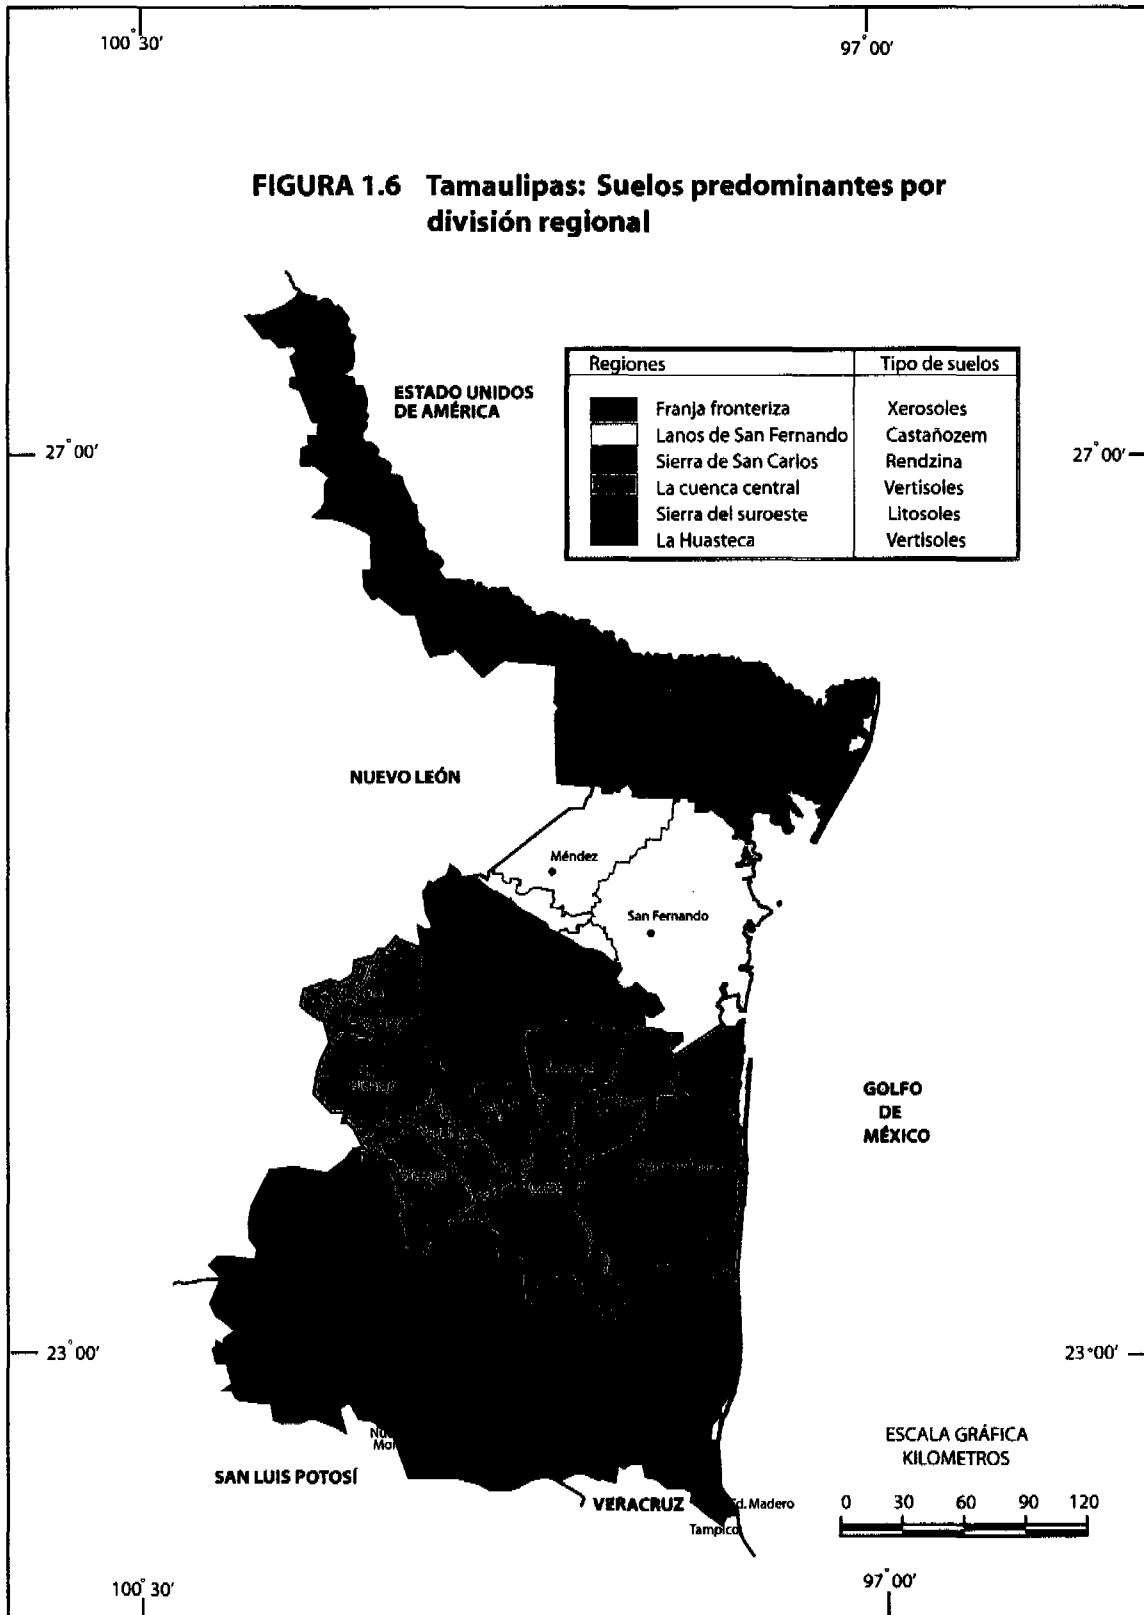 100° 30'
97° 00'
FIGURA 1.6 Tamaulipas: Suelos predominantes por
división regional
Regiones Tipo de suelos
Franja fronteriza Xerosoles
Lanos de San Fernando Castañozem
Sierra de San Carlos Rendzina
La cuenca central Vertisoles
Sierra del suroeste Litosoles
La Huasteca Vertisoles
ESTADO UNIDOS
DE AMÉRICA
27° 00'
27° 00'
NUEVO LEÓN
Méndez
San Fernando
GOLFO
DE
MÉXICO
23° 00'
23°00'
ESCALA GRÁFICA
KILOMETROS
0 30 60 90 120
SAN LUIS POTOSÍ
VERACRUZ
d. Madero
Tampico
100° 30'
97° 00'